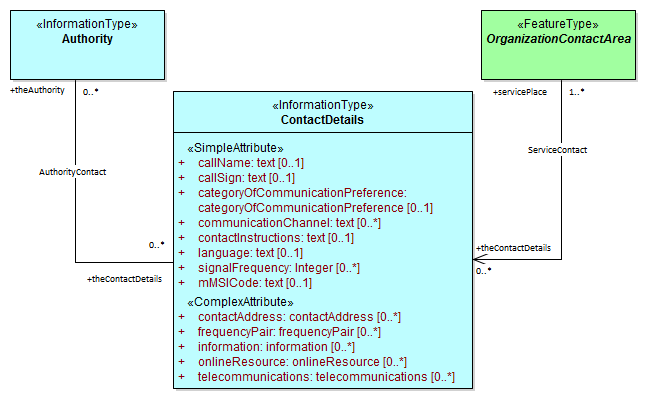 «InformationType»
Authority
«FeatureType»
OrganizationContactArea
+theAuthority
0..*
+servicePlace
1..*
«InformationType»
ContactDetails
«SimpleAttribute»
+ callName: text [0..1]
+ callSign: text [0..1]
+ categoryOfCommunicationPreference:
categoryOfCommunicationPreference [0..1]
+ communicationChannel: text [0..*]
+ contactInstructions: text [0..1]
+ language: text [0..1]
+ signalFrequency: Integer [0..*]
+ mMSICode: text [0..1]
«ComplexAttribute»
+ contactAddress: contactAddress [0..*]
+ frequencyPair: frequencyPair [0..*]
+ information: information [0..*]
+ onlineResource: onlineResource [0..*]
+ telecommunications: telecommunications [0..*]
AuthorityContact
0..*
+theContactDetails
ServiceContact
+theContactDetails
0..*